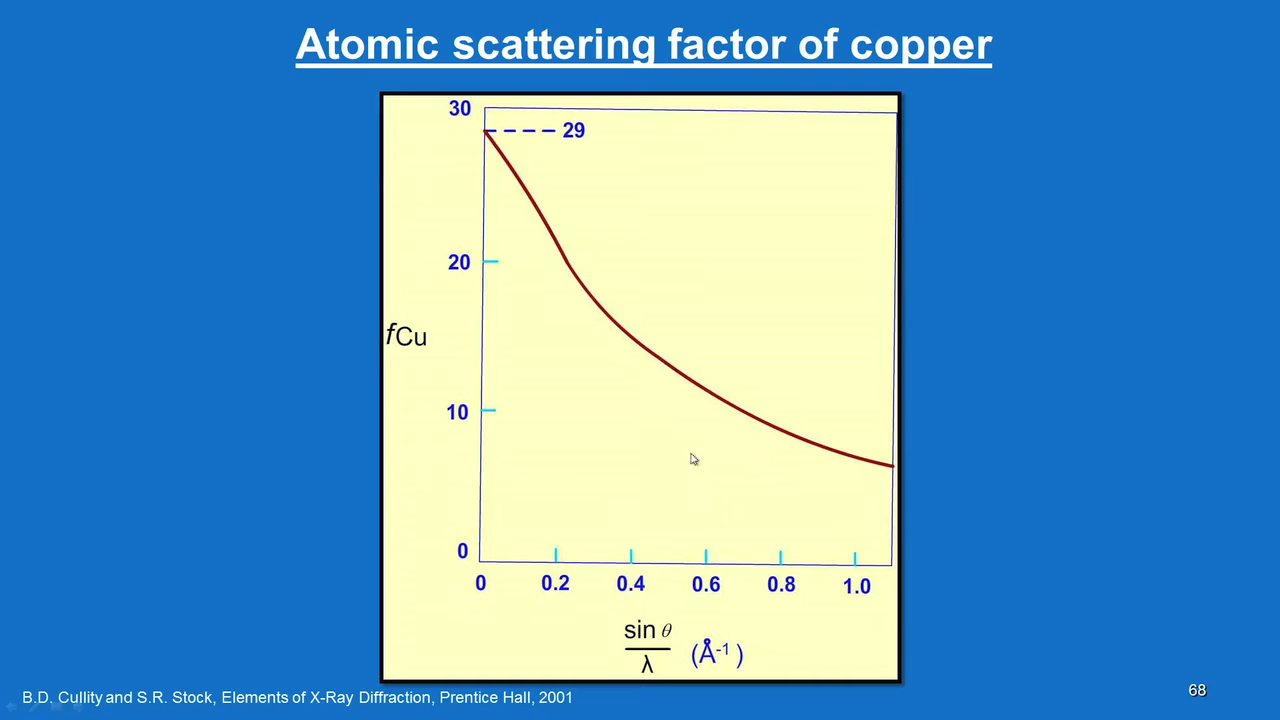 Atomic scattering factor of copper
30
29
20
fCu
10
0
0 0.2 0.4 0.6 0.8 1.0
sin θ
λ
(Å-1 )
B.D. Cullity and S.R. Stock, Elements of X-Ray Diffraction, Prentice Hall, 2001
68